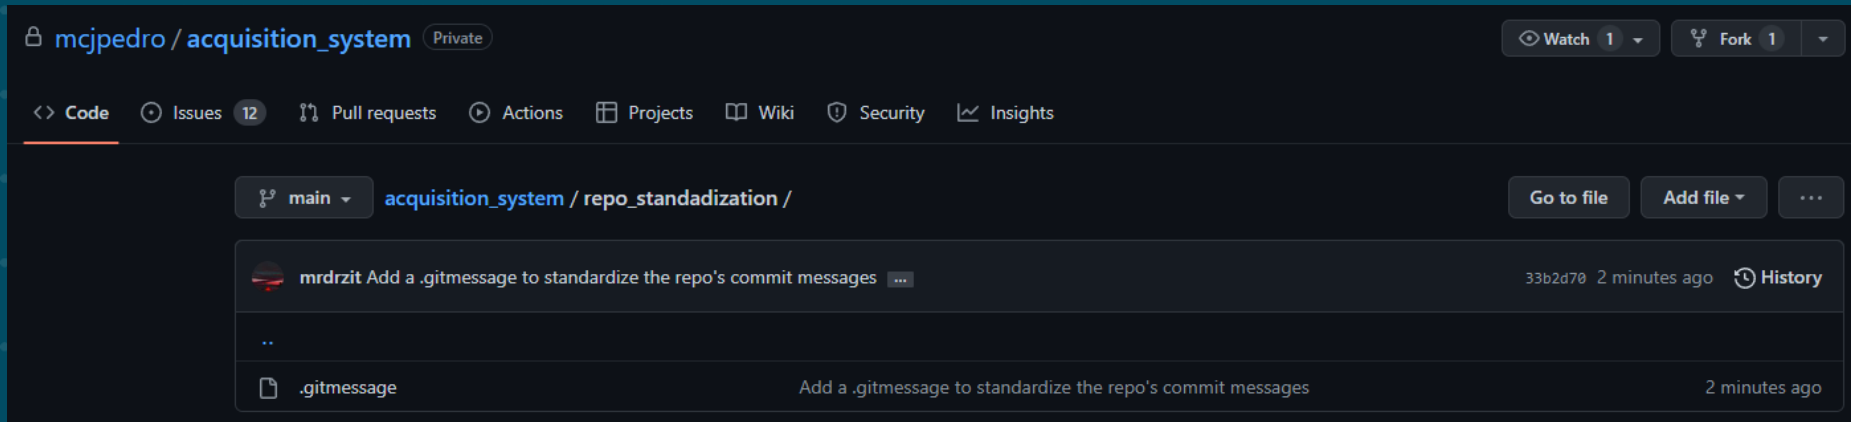 mcjpedro / acquisition_system Private Watch 1 Fork 1
Code Issues 12 Pull requests Actions Projects Wiki Security Insights
main acquisition_system / repo_standadization / Go to file Add file ...
mrdrzit Add a .gitmessage to standardize the repo's commit messages ... 33b2d70 2 minutes ago History
..
.gitmessage Add a .gitmessage to standardize the repo's commit messages 2 minutes ago